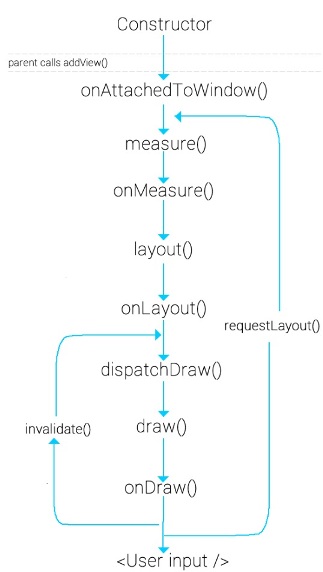 Constructor
parent calls addView()
onAttachedToWindow()
measure()
onMeasure()
layout()
onLayout()
requestLayout()
dispatchDraw()
invalidate()
draw()
onDraw()
<User input />